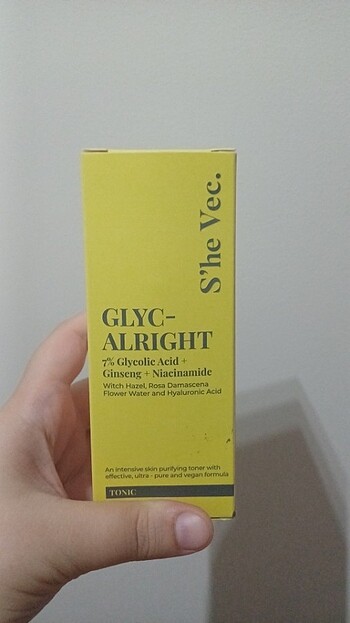 S'he Vec.
GLYC-
ALRIGHT
7% Glycolic Acid +
Ginseng + Niacinamide
Witch Hazel, Rosa Damascena
Flower Water and Hyaluronic Acid
An intensive skin purifying toner with
effective, ultra - pure and vegan formula
TONIC